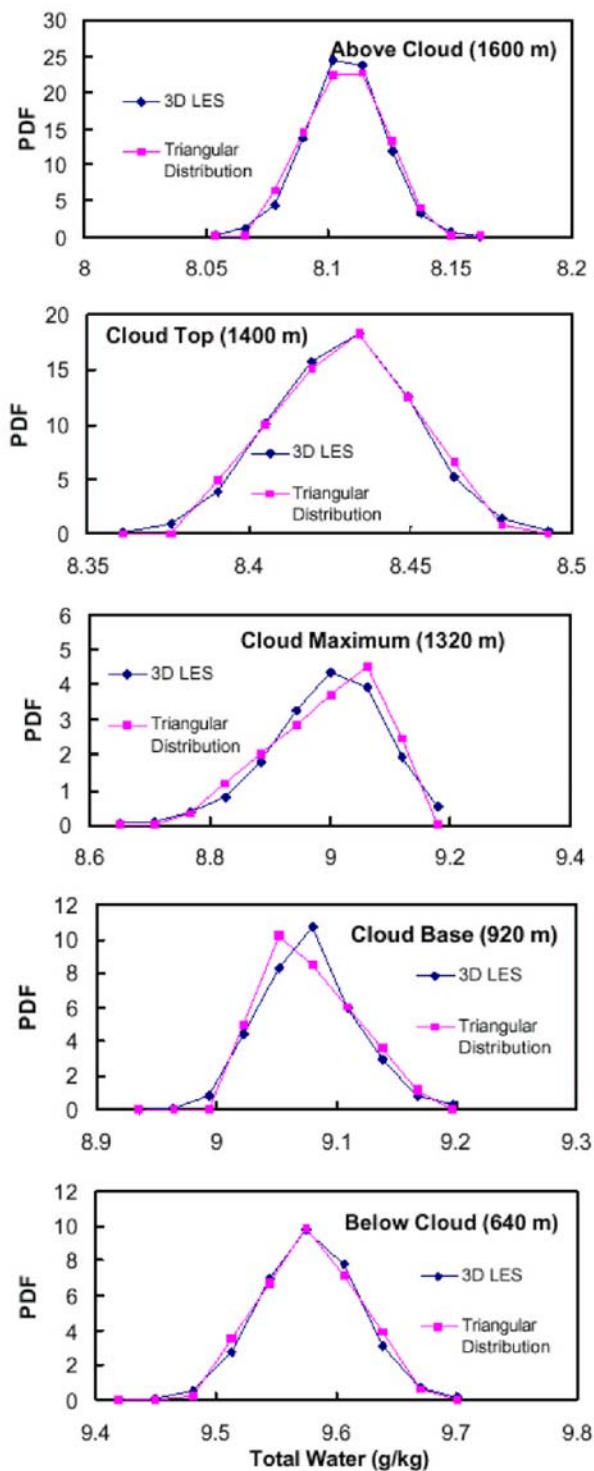 Above Cloud (1600 m)
PDF
30
25
20
15
10
5
0
3D LES
Triangular
Distribution
8
8.05
8.1
8.15
8.2
Cloud Top (1400 m)
PDF
20
15
10
5
0
3D LES
Triangular
Distribution
8.35
8.4
8.45
8.5
Cloud Maximum (1320 m)
PDF
6
5
4
3
2
1
0
3D LES
Triangular
Distribution
8.6
8.8
9
9.2
9.4
Cloud Base (920 m)
PDF
12
10
8
6
4
2
0
3D LES
Triangular
Distribution
8.9
9
9.1
9.2
9.3
Below Cloud (640 m)
PDF
12
10
8
6
4
2
0
3D LES
Triangular
Distribution
9.4
9.5
9.6
9.7
9.8
Total Water (g/kg)